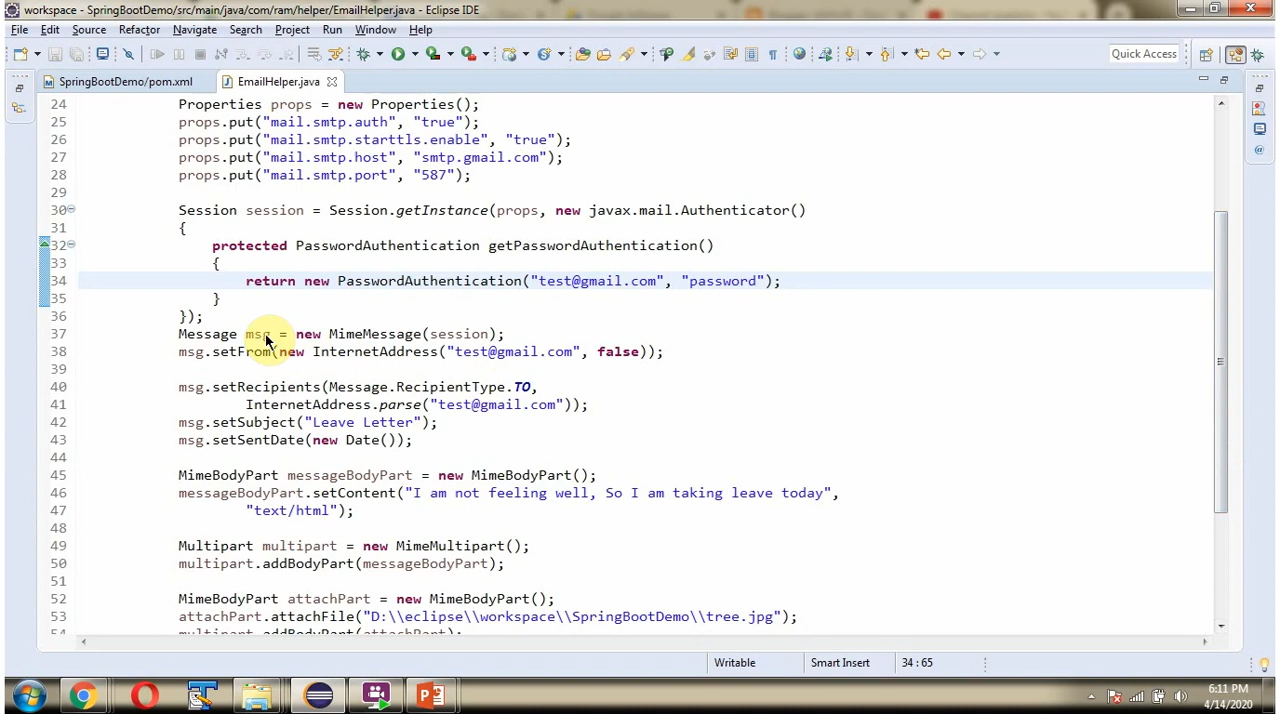 workspace - SpringBootDemo/src/main/java/com/ram/helper/EmailHelper.java - Eclipse IDE
File Edit Source Refactor Navigate Search Project Run Window Help
Quick Access
SpringBootDemo/pom.xml EmailHelper.java
24 Properties props = new Properties();
25 props.put("mail.smtp.auth", "true");
26 props.put("mail.smtp.starttls.enable", "true");
27 props.put("mail.smtp.host", "smtp.gmail.com");
28 props.put("mail.smtp.port", "587");
29
30 Session session = Session.getInstance(props, new javax.mail.Authenticator()
31 {
32 protected PasswordAuthentication getPasswordAuthentication()
33 {
34 return new PasswordAuthentication("test@gmail.com", "password");
35 }
36 });
37 Message msg = new MimeMessage(session);
38 msg.setFrom(new InternetAddress("test@gmail.com", false));
39
40 msg.setRecipients(Message.RecipientType.TO,
41 InternetAddress.parse("test@gmail.com"));
42 msg.setSubject("Leave Letter");
43 msg.setSentDate(new Date());
44
45 MimeBodyPart messageBodyPart = new MimeBodyPart();
46 messageBodyPart.setContent("I am not feeling well, So I am taking leave today",
47 "text/html");
48
49 Multipart multipart = new MimeMultipart();
50 multipart.addBodyPart(messageBodyPart);
51
52 MimeBodyPart attachPart = new MimeBodyPart();
53 attachPart.attachFile("D:\\eclipse\\workspace\\SpringBootDemo\\tree.jpg");
54 multipart.addBodyPart(attachPart);
Writable Smart Insert 34 : 65
6:11 PM
4/14/2020